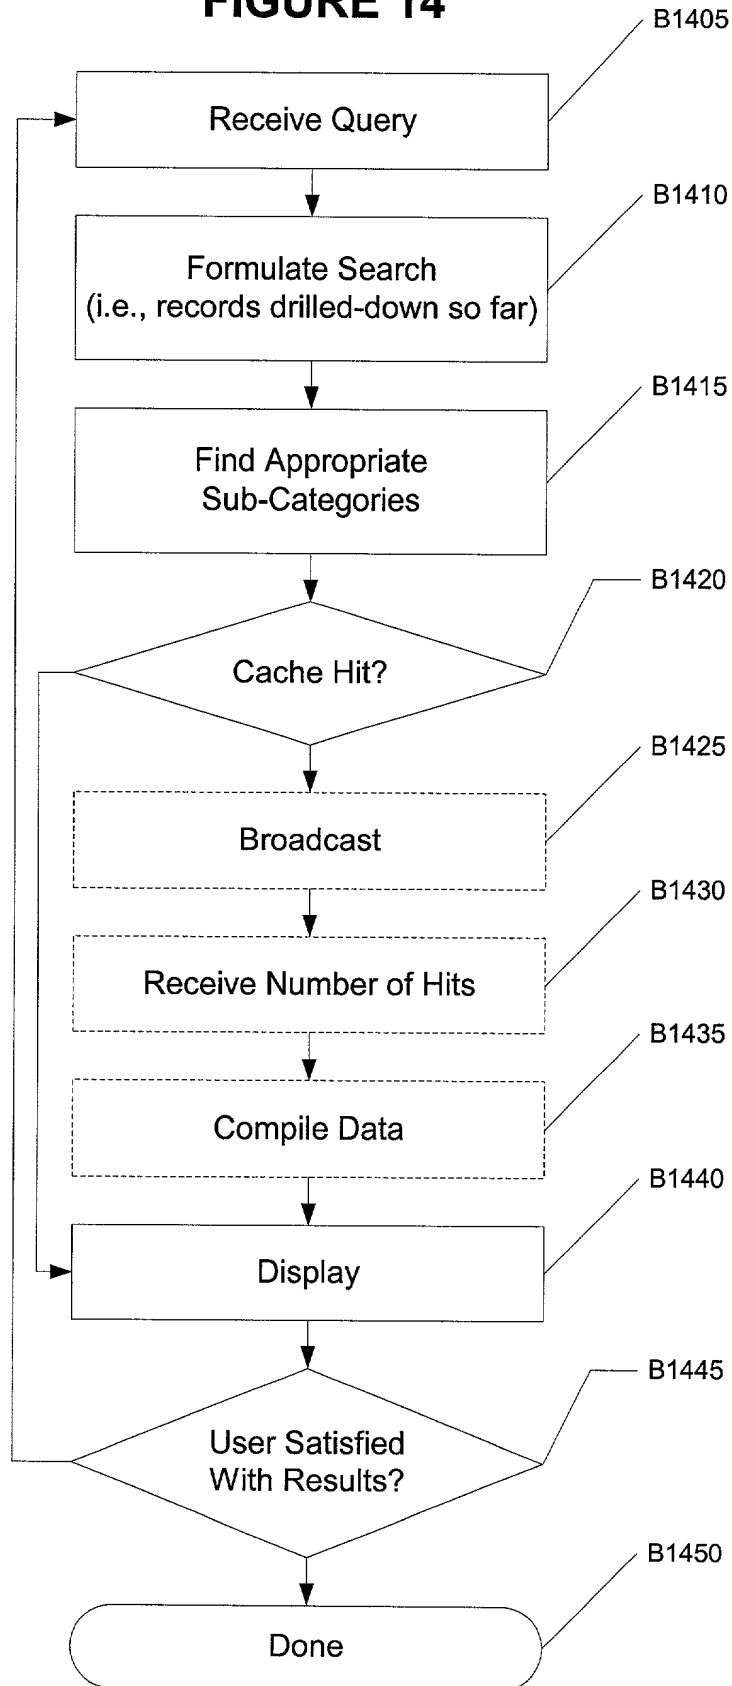 FIGURE 14
B1405
Receive Query
B1410
Formulate Search
(i.e., records drilled-down so far)
B1415
Find Appropriate
Sub-Categories
B1420
Cache Hit?
B1425
Broadcast
B1430
Receive Number of Hits
B1435
Compile Data
B1440
Display
B1445
User Satisfied
With Results?
B1450
Done